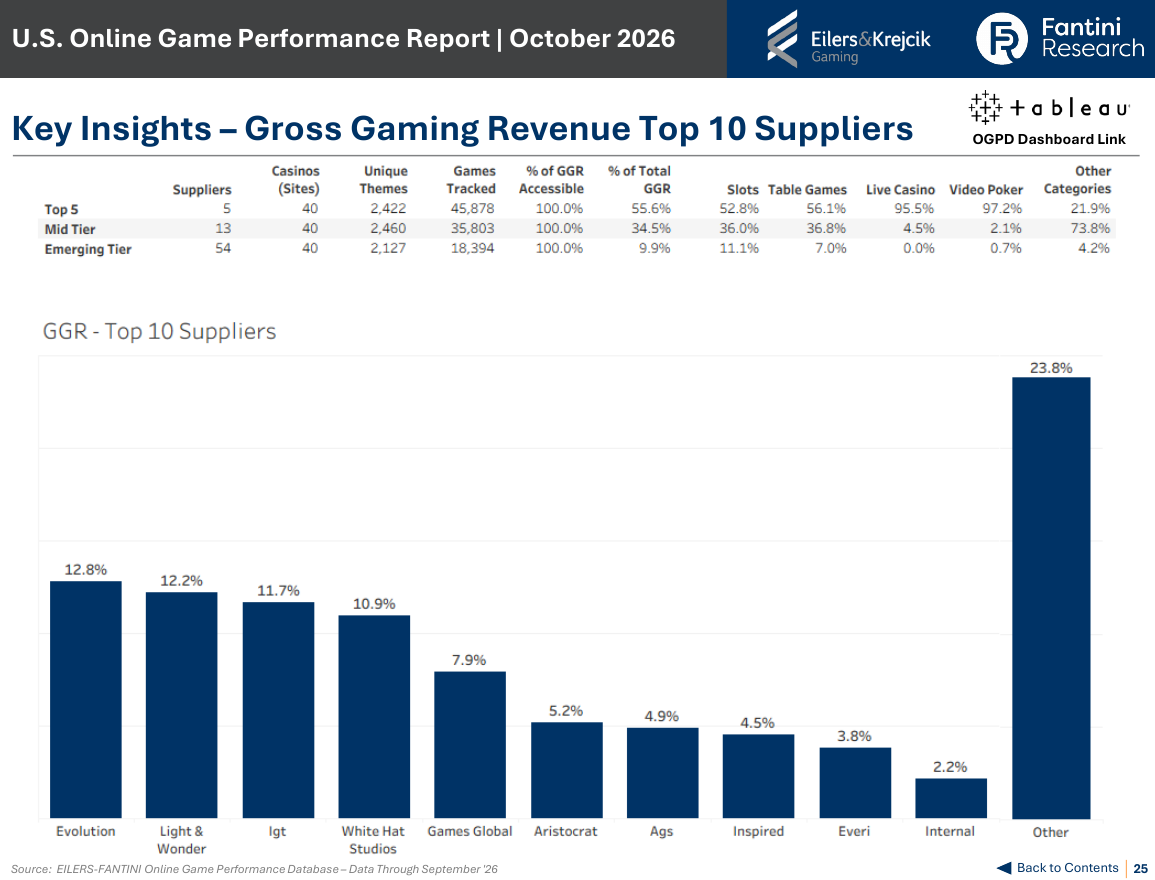 U.S. Online Game Performance Report | October 2026
Eilers&Krejcik
Gaming
Fantini
Research
Key Insights – Gross Gaming Revenue Top 10 Suppliers
+ a b | e a u
OGPD Dashboard Link
Suppliers Casinos (Sites) Unique Themes Games Tracked % of GGR Accessible % of Total GGR Slots Table Games Live Casino Video Poker Other Categories
Top 5 5 40 2,422 45,878 100.0% 55.6% 52.8% 56.1% 95.5% 97.2% 21.9%
Mid Tier 13 40 2,460 35,803 100.0% 34.5% 36.0% 36.8% 4.5% 2.1% 73.8%
Emerging Tier 54 40 2,127 18,394 100.0% 9.9% 11.1% 7.0% 0.0% 0.7% 4.2%
GGR - Top 10 Suppliers
23.8%
12.8%
12.2%
11.7%
10.9%
7.9%
5.2%
4.9%
4.5%
3.8%
2.2%
Evolution Light & Wonder Igt White Hat Studios Games Global Aristocrat Ags Inspired Everi Internal Other
Source: EILERS-FANTINI Online Game Performance Database – Data Through September '26
Back to Contents | 25